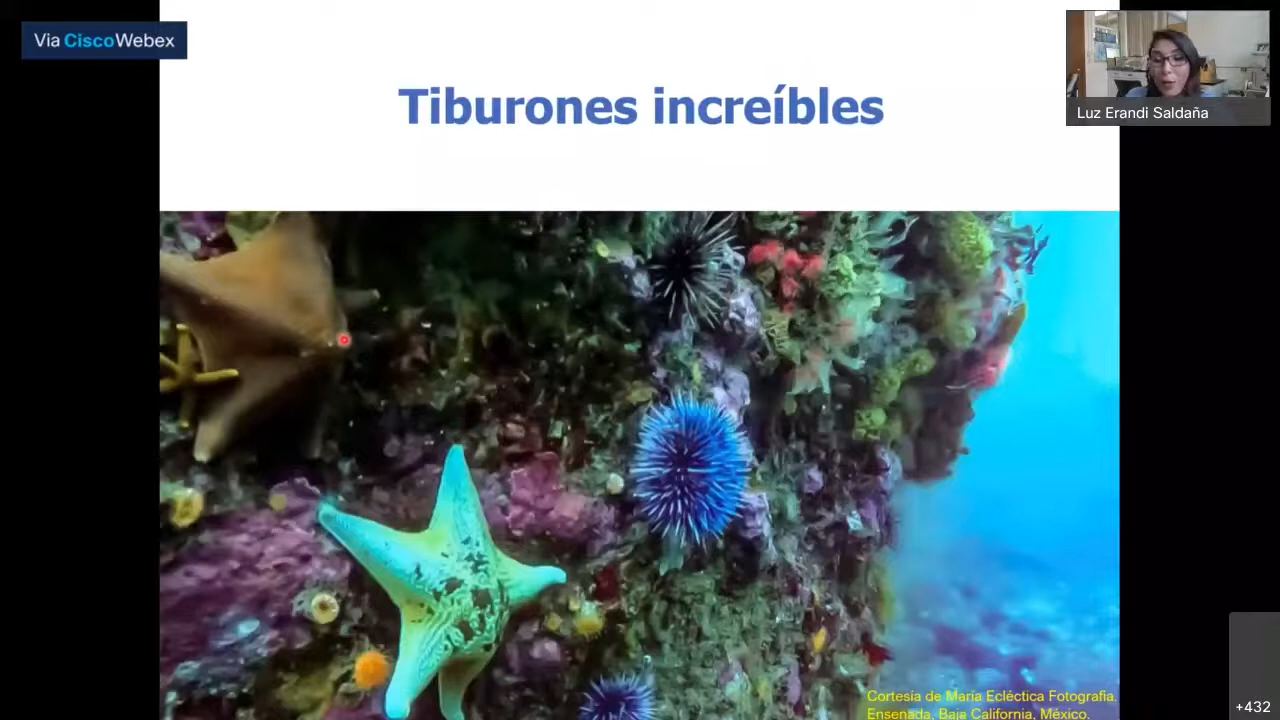 Via CiscoWebex
Tiburones increíbles
Luz Erandi Saldaña
Cortesía de María Ecléctica Fotografía.
Ensenada, Baja California, México.
+432